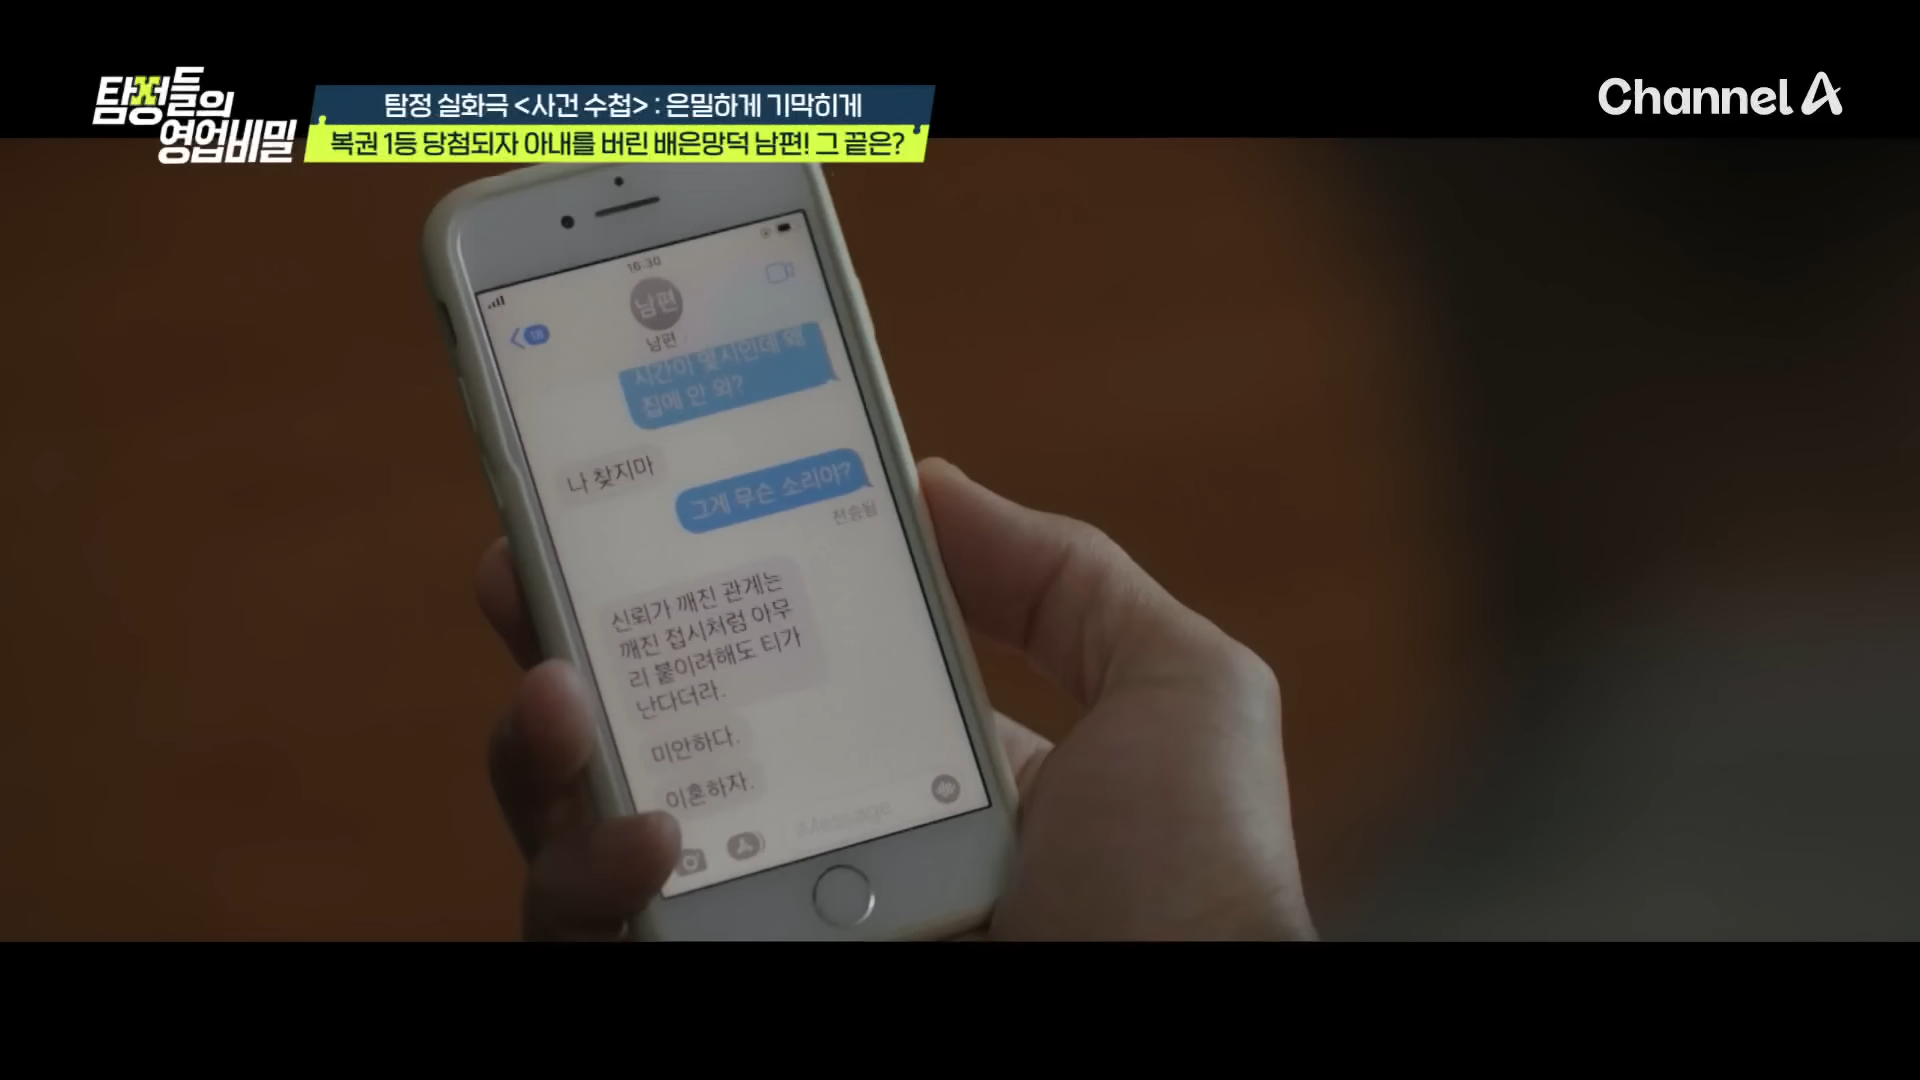 탐정들의
영업비밀
탐정 실화극 <사건 수첩> : 은밀하게 기막히게
복권 1등 당첨되자 아내를 버린 배은망덕 남편! 그 끝은?
Channel A
16:30
18
남편
남편
시간이 몇시인데 왜
집에 안 와?
나 찾지마
그게 무슨 소리야?
전송됨
신뢰가 깨진 관계는
깨진 접시처럼 아무
리 붙이려해도 티가
난다더라.
미안하다.
이혼하자.
iMessage